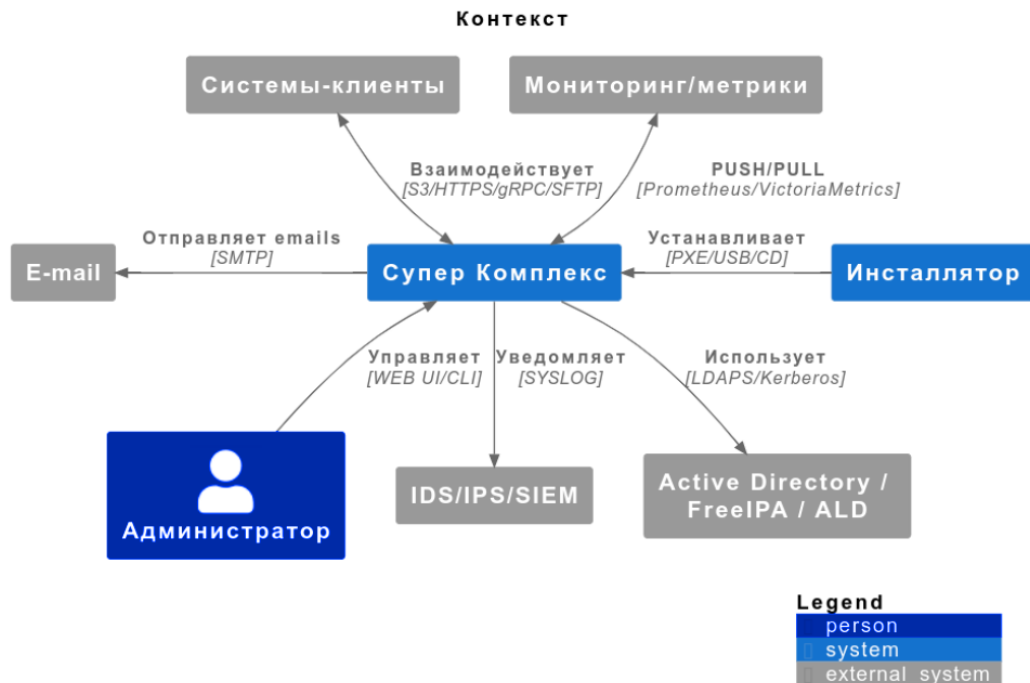 Контекст
Системы-клиенты
Мониторинг/метрики
Взаимодействует
[S3/HTTPS/gRPC/SFTP]
PUSH/PULL
[Prometheus/VictoriaMetrics]
Отправляет emails
[SMTP]
Устанавливает
[PXE/USB/CD]
E-mail
Супер Комплекс
Инсталлятор
Управляет
[WEB UI/CLI]
Уведомляет
[SYSLOG]
Использует
[LDAPS/Kerberos]
Администратор
IDS/IPS/SIEM
Active Directory /
FreeIPA / ALD
Legend
person
system
external_system